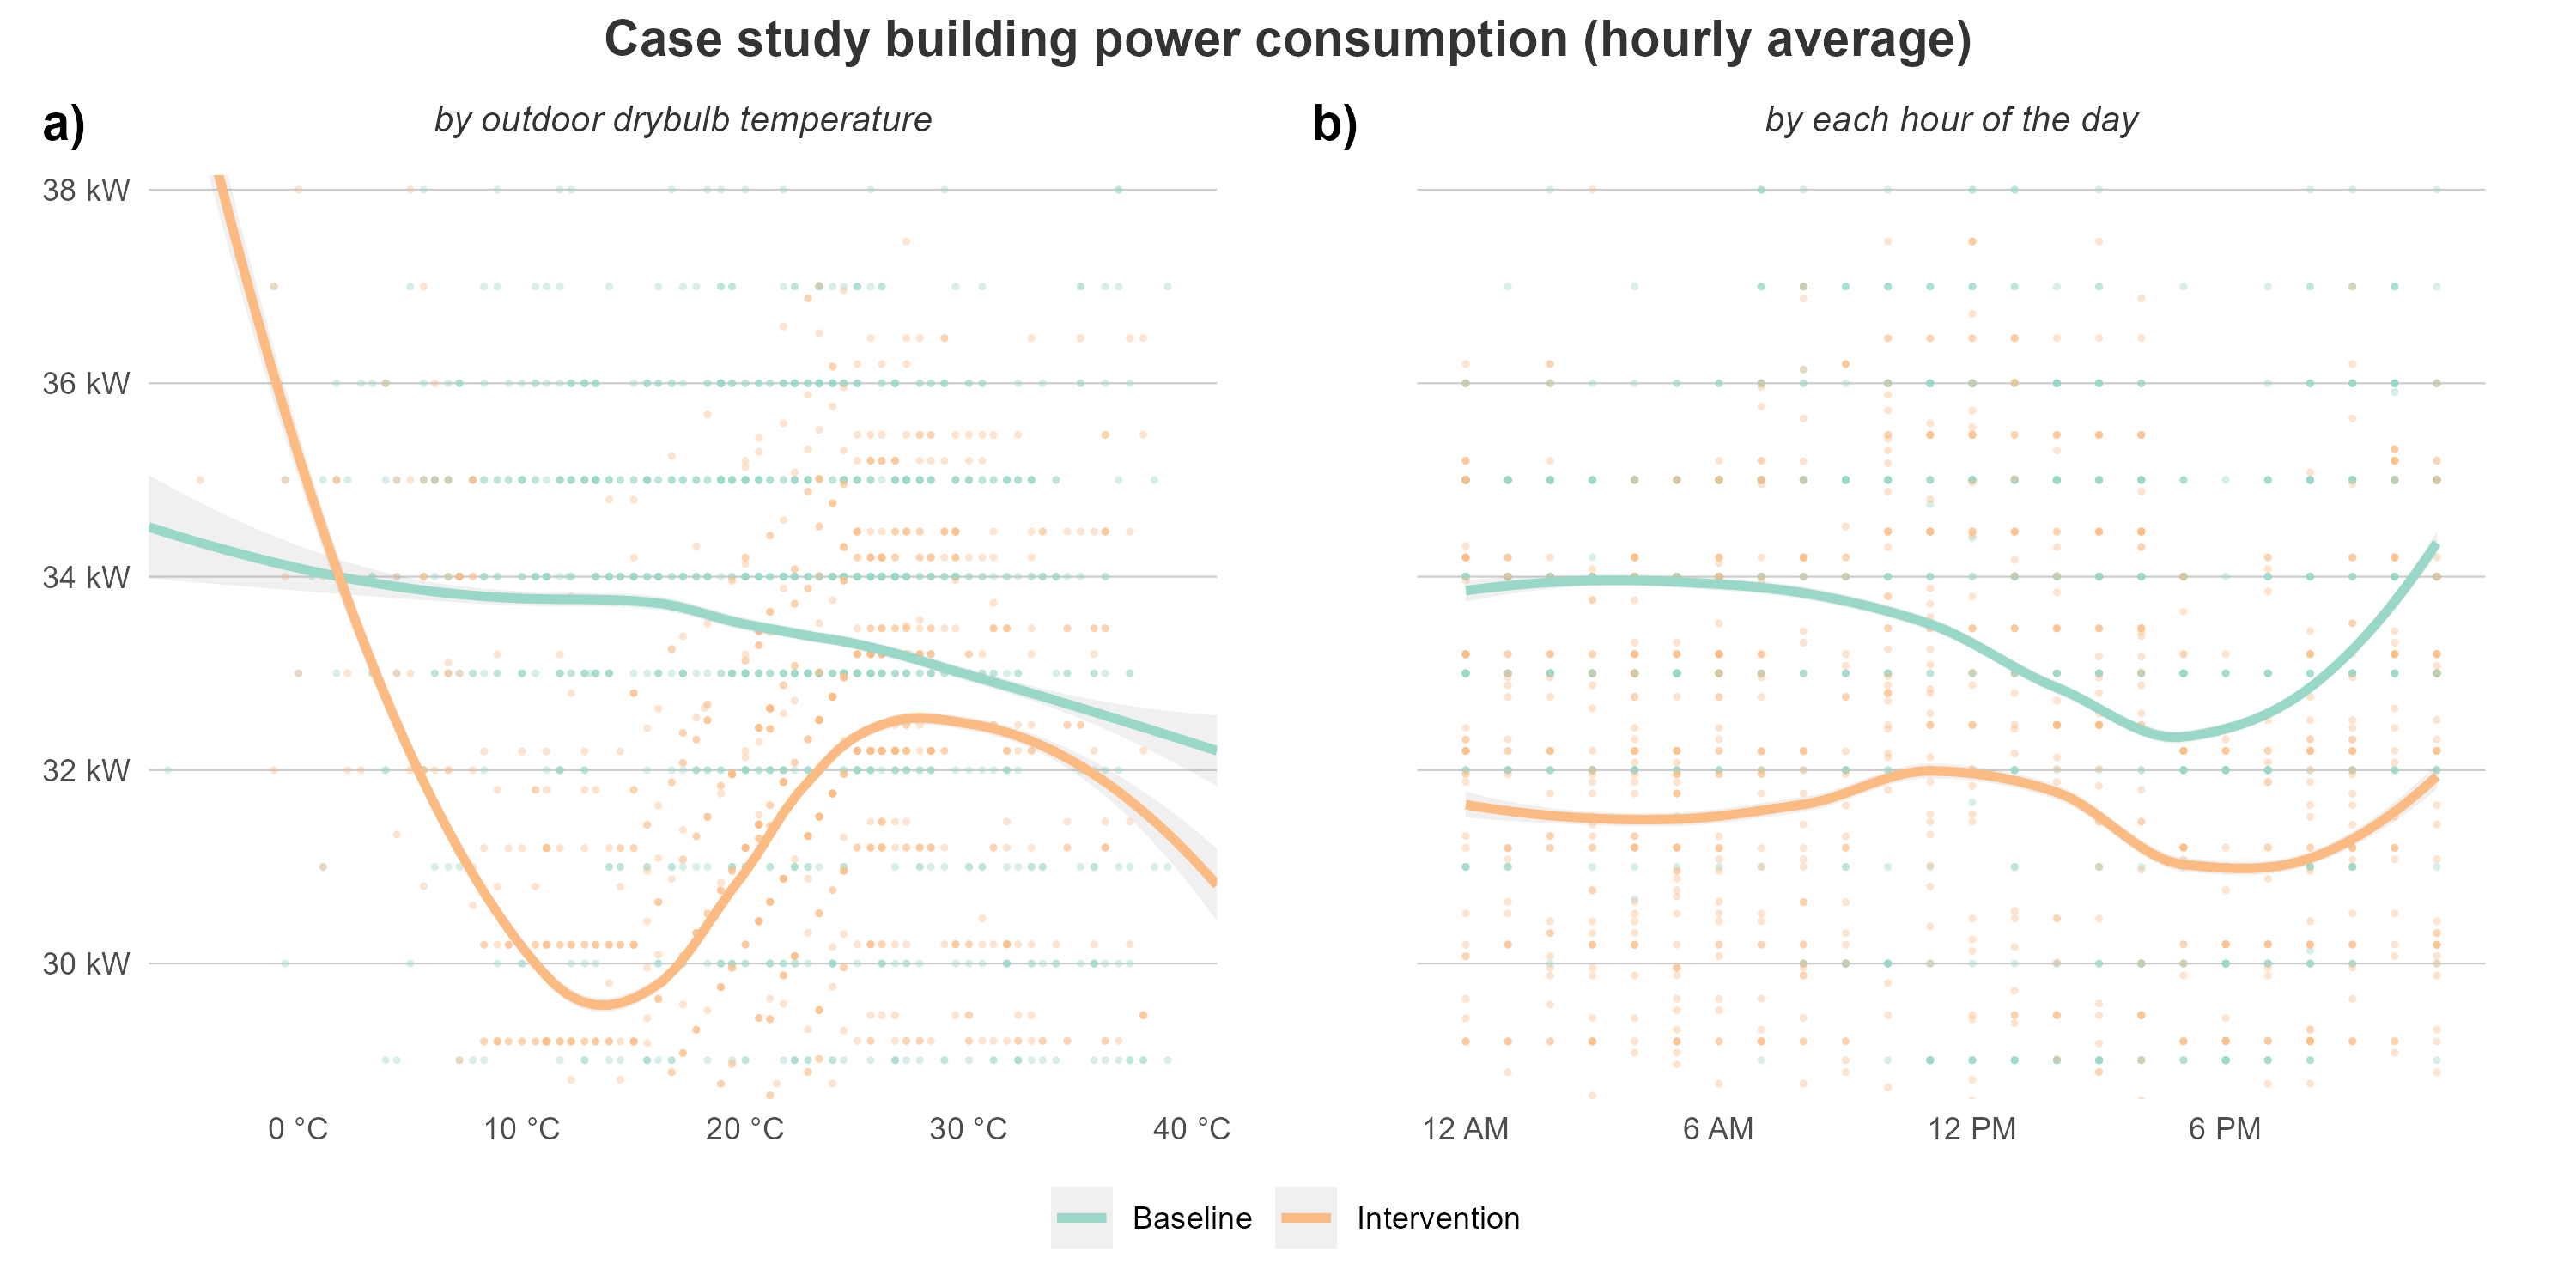 Case study building power consumption (hourly average)
a)
by outdoor drybulb temperature
38 kW
36 kW
34 kW
32 kW
30 kW
0 °C
10 °C
20 °C
30 °C
40 °C
b)
by each hour of the day
12 AM
6 AM
12 PM
6 PM
Baseline
Intervention